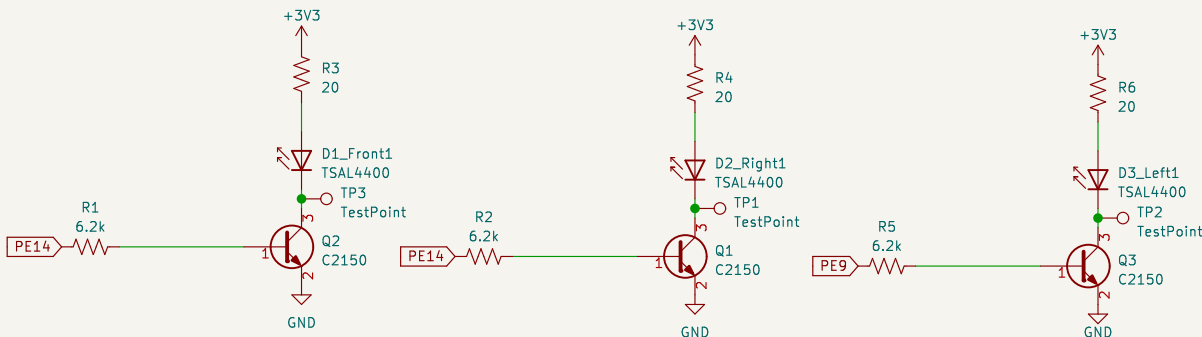 +3V3
R3
20
D1_Front1
TSAL4400
TP3
TestPoint
R1
6.2k
PE14
3
1
Q2
C2150
2
GND
+3V3
R4
20
D2_Right1
TSAL4400
TP1
TestPoint
R2
6.2k
PE14
3
1
Q1
C2150
2
GND
+3V3
R6
20
D3_Left1
TSAL4400
TP2
TestPoint
R5
6.2k
PE9
3
1
Q3
C2150
2
GND